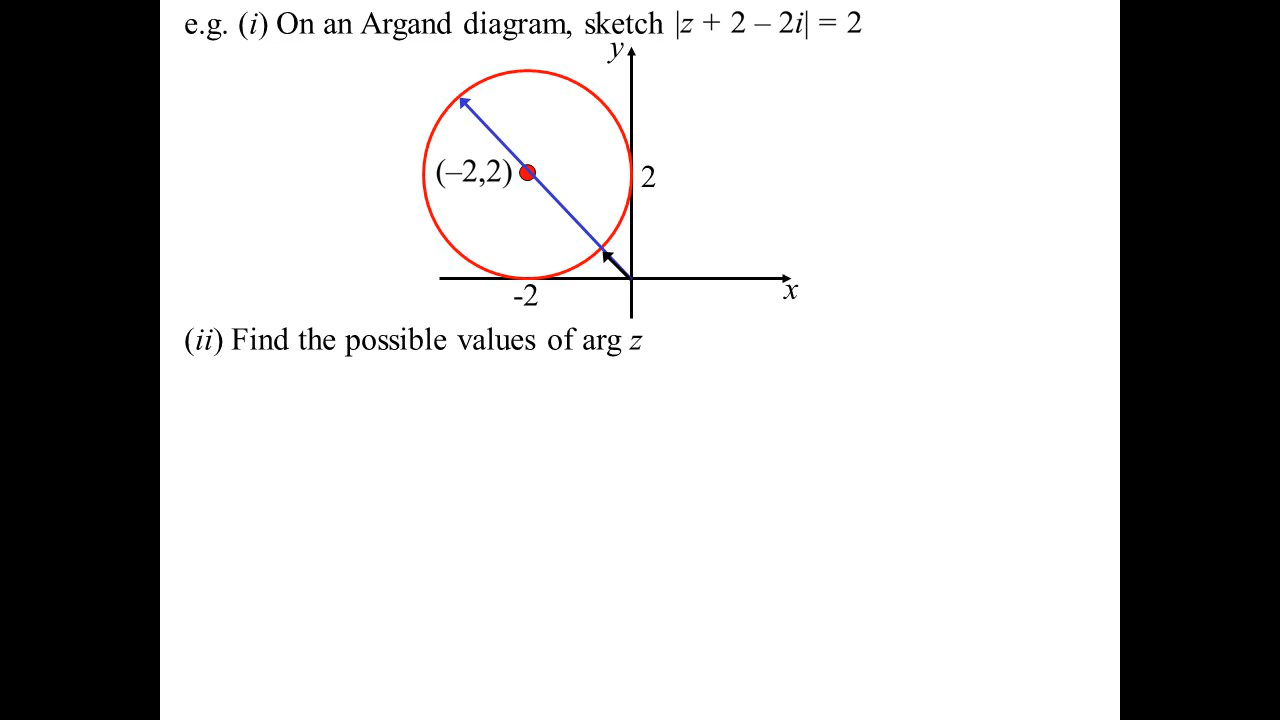 e.g. (i) On an Argand diagram, sketch |z + 2 – 2i| = 2
y
(–2,2)
2
-2
x
(ii) Find the possible values of arg z